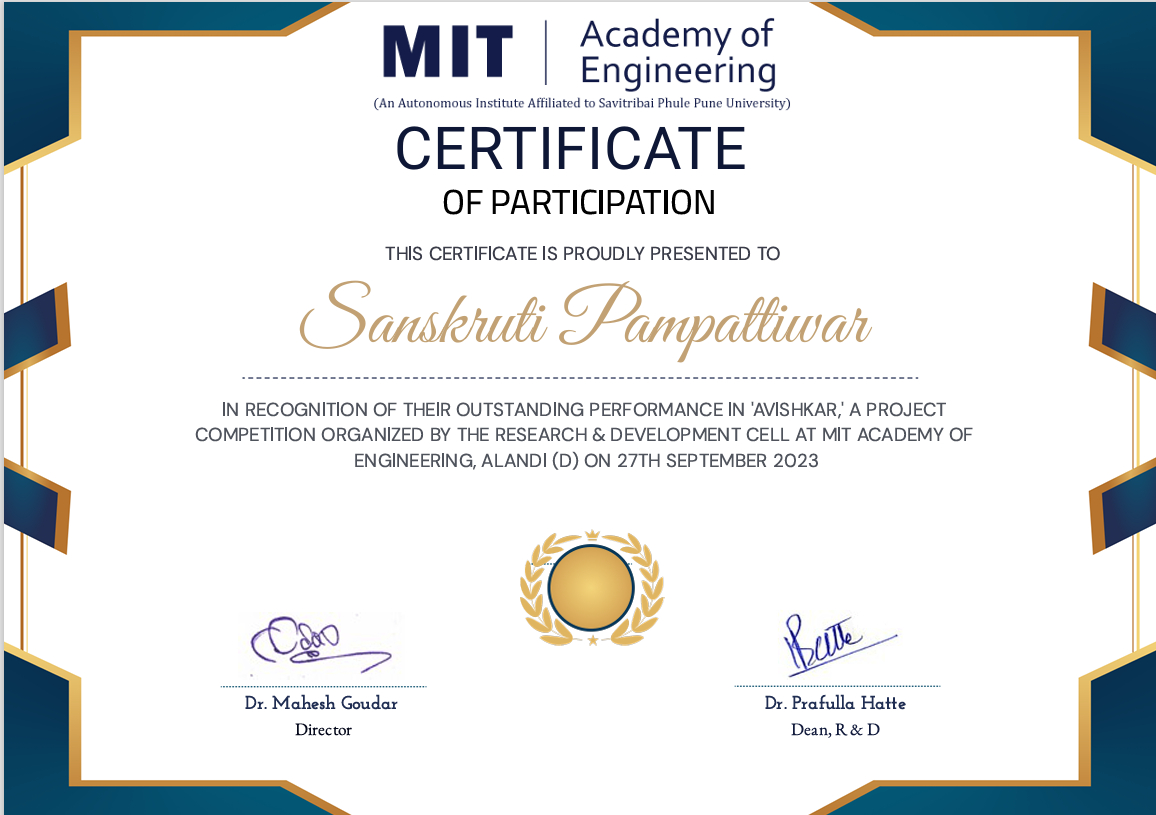 MIT
Academy of
Engineering
(An Autonomous Institute Affiliated to Savitribai Phule Pune University)
CERTIFICATE
OF PARTICIPATION
THIS CERTIFICATE IS PROUDLY PRESENTED TO
Sanskruti Pampattiwar
IN RECOGNITION OF THEIR OUTSTANDING PERFORMANCE IN 'AVISHKAR,' A PROJECT
COMPETITION ORGANIZED BY THE RESEARCH & DEVELOPMENT CELL AT MIT ACADEMY OF
ENGINEERING, ALANDI (D) ON 27TH SEPTEMBER 2023
Dr. Mahesh Goudar
Director
Dr. Prafulla Hatte
Dean, R & D